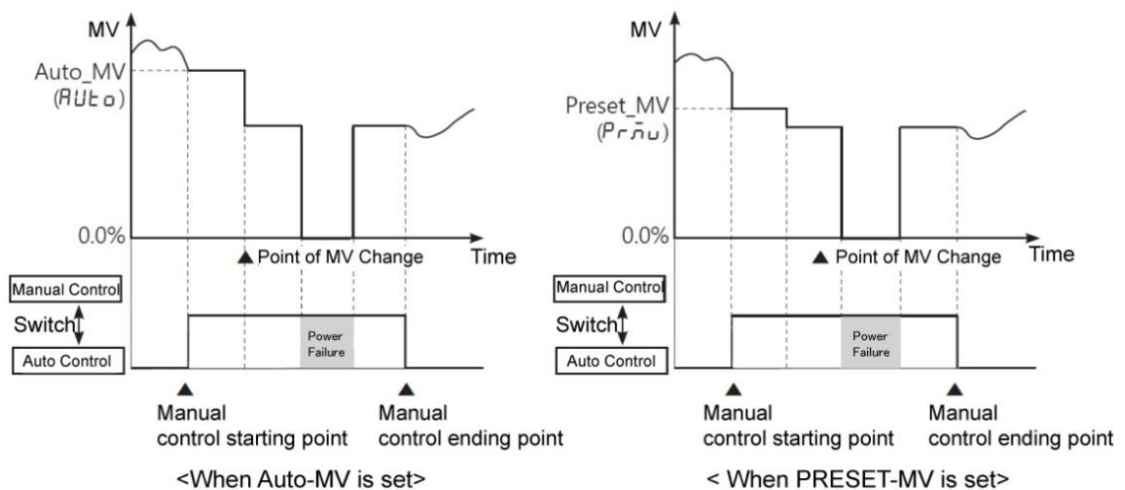 MV
Auto_MV
(AUto)
0.0%
▲ Point of MV Change
Time
Manual Control
Switch
Auto Control
Power
Failure
▲
Manual
control starting point
▲
Manual
control ending point
<When Auto-MV is set>
MV
Preset_MV
(Prmv)
0.0%
▲ Point of MV Change
Time
Manual Control
Switch
Auto Control
Power
Failure
▲
Manual
control starting point
▲
Manual
control ending point
< When PRESET-MV is set>